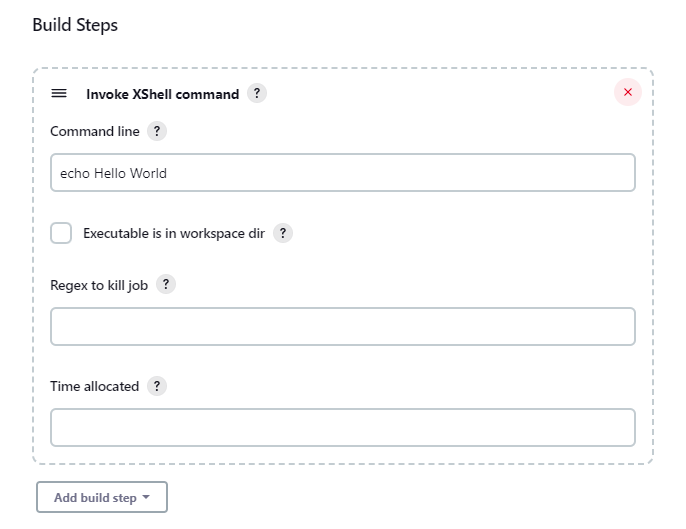 Build Steps
Invoke XShell command ?
Command line ?
echo Hello World
Executable is in workspace dir ?
Regex to kill job ?
Time allocated ?
Add build step